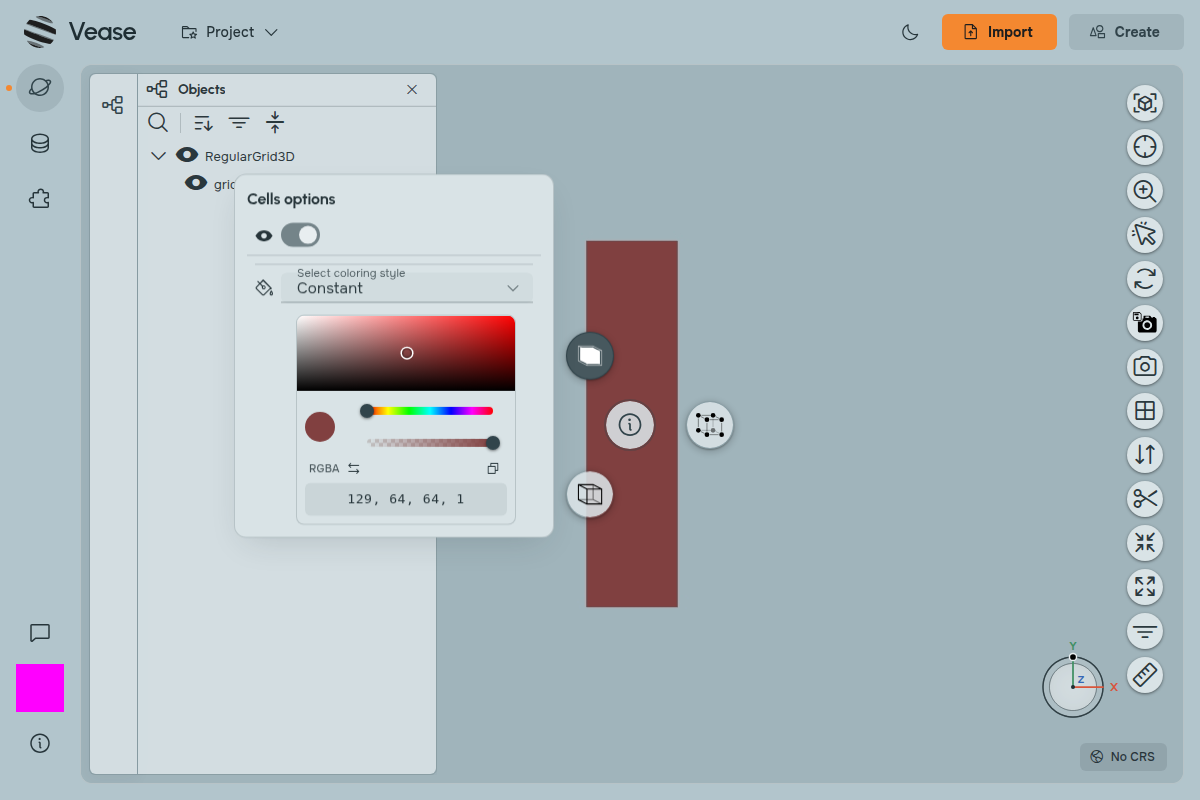 Vease
Project
Import
Create
Objects
RegularGrid3D
Cells options
Select coloring style
Constant
RGBA
129, 64, 64, 1
Y
Z
X
No CRS